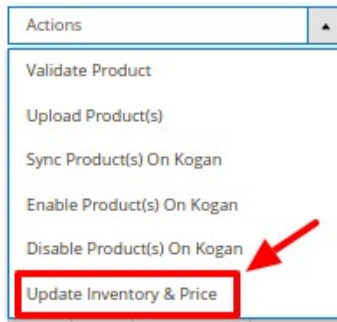 Actions
Validate Product
Upload Product(s)
Sync Product(s) On Kogan
Enable Product(s) On Kogan
Disable Product(s) On Kogan
Update Inventory & Price